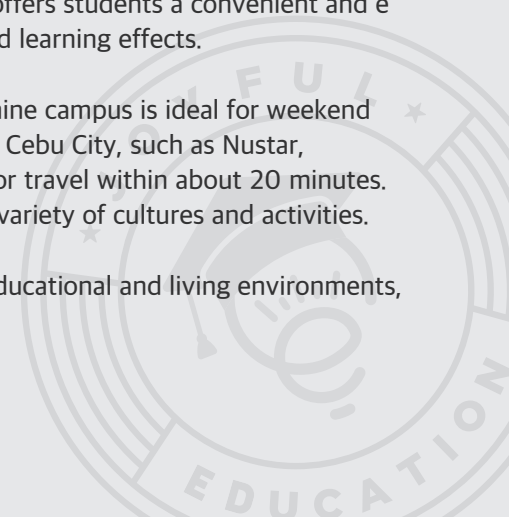 offers students a convenient and e
d learning effects.
ine campus is ideal for weekend
Cebu City, such as Nustar,
or travel within about 20 minutes.
variety of cultures and activities.
ducational and living environments,
JOYFUL
EDUCATION